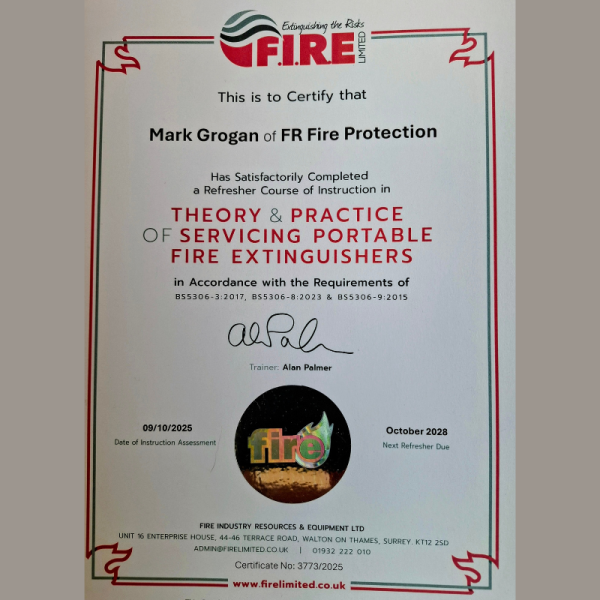 Extinguishing the Risks
F.I.R.E
LIMITED
This is to Certify that
Mark Grogan of FR Fire Protection
Has Satisfactorily Completed
a Refresher Course of Instruction in
THEORY & PRACTICE
OF SERVICING PORTABLE
FIRE EXTINGUISHERS
in Accordance with the Requirements of
BS5306-3:2017, BS5306-8:2023 & BS5306-9:2015
Trainer: Alan Palmer
09/10/2025
Date of Instruction Assessment
fire
October 2028
Next Refresher Due
FIRE INDUSTRY RESOURCES & EQUIPMENT LTD
UNIT 16 ENTERPRISE HOUSE, 44-46 TERRACE ROAD, WALTON ON THAMES, SURREY. KT12 2SD
ADMIN@FIRELIMITED.CO.UK | 01932 222 010
Certificate No: 3773/2025
www.firelimited.co.uk